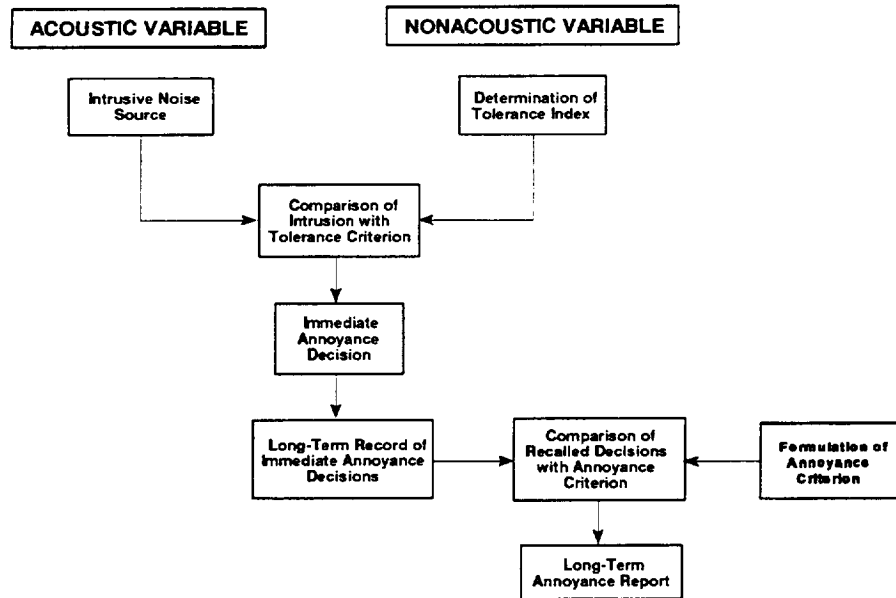 ACOUSTIC VARIABLE
NONACOUSTIC VARIABLE
Intrusive Noise
Source
Determination of
Tolerance Index
Comparison of
Intrusion with
Tolerance Criterion
Immediate
Annoyance
Decision
Long-Term Record of
Immediate Annoyance
Decisions
Comparison of
Recalled Decisions
with Annoyance
Criterion
Formulation of
Annoyance
Criterion
Long-Term
Annoyance Report